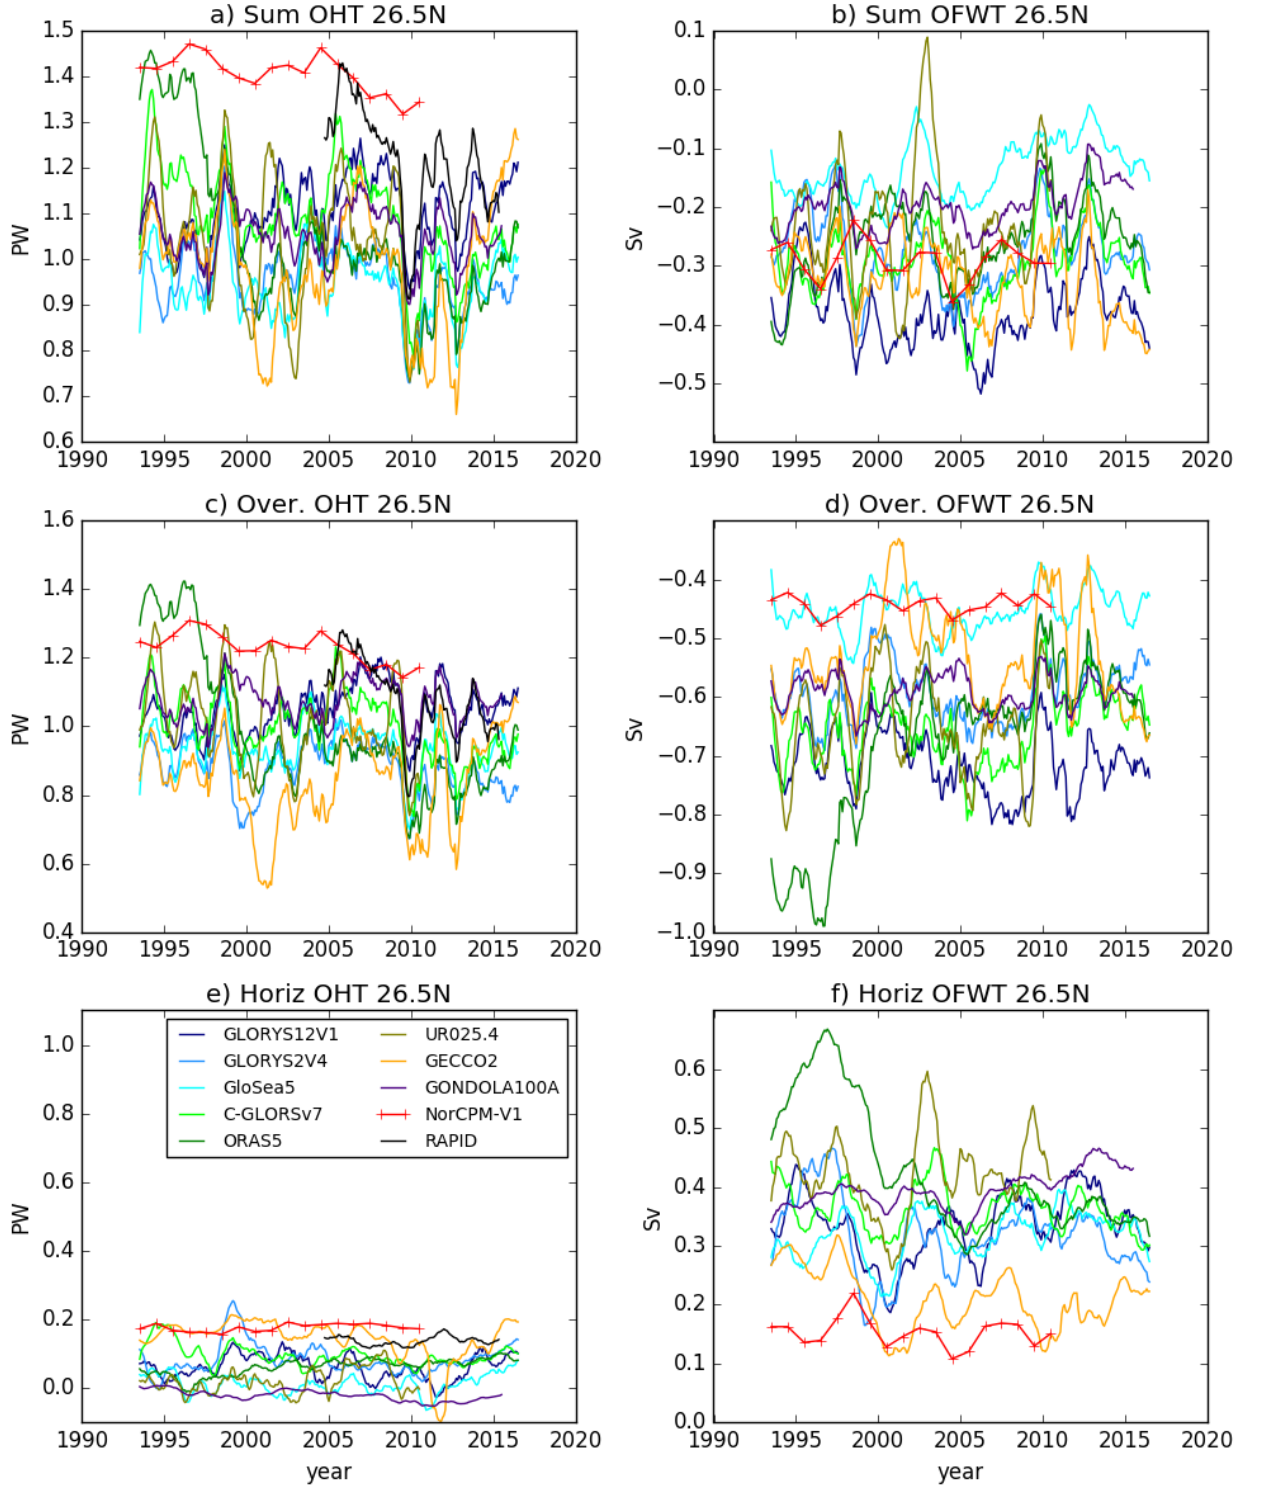 a) Sum OHT 26.5N
PW
1.5
1.4
1.3
1.2
1.1
1.0
0.9
0.8
0.7
0.6
1990 1995 2000 2005 2010 2015 2020
b) Sum OFWT 26.5N
Sv
0.1
0.0
−0.1
−0.2
−0.3
−0.4
−0.5
1990 1995 2000 2005 2010 2015 2020
c) Over. OHT 26.5N
PW
1.6
1.4
1.2
1.0
0.8
0.6
0.4
1990 1995 2000 2005 2010 2015 2020
d) Over. OFWT 26.5N
Sv
−0.4
−0.5
−0.6
−0.7
−0.8
−0.9
−1.0
1990 1995 2000 2005 2010 2015 2020
e) Horiz OHT 26.5N
PW
1.0
0.8
0.6
0.4
0.2
0.0
GLORYS12V1
GLORYS2V4
GloSea5
C-GLORSv7
ORAS5
UR025.4
GECCO2
GONDOLA100A
NorCPM-V1
RAPID
1990 1995 2000 2005 2010 2015 2020
year
f) Horiz OFWT 26.5N
Sv
0.6
0.5
0.4
0.3
0.2
0.1
0.0
1990 1995 2000 2005 2010 2015 2020
year